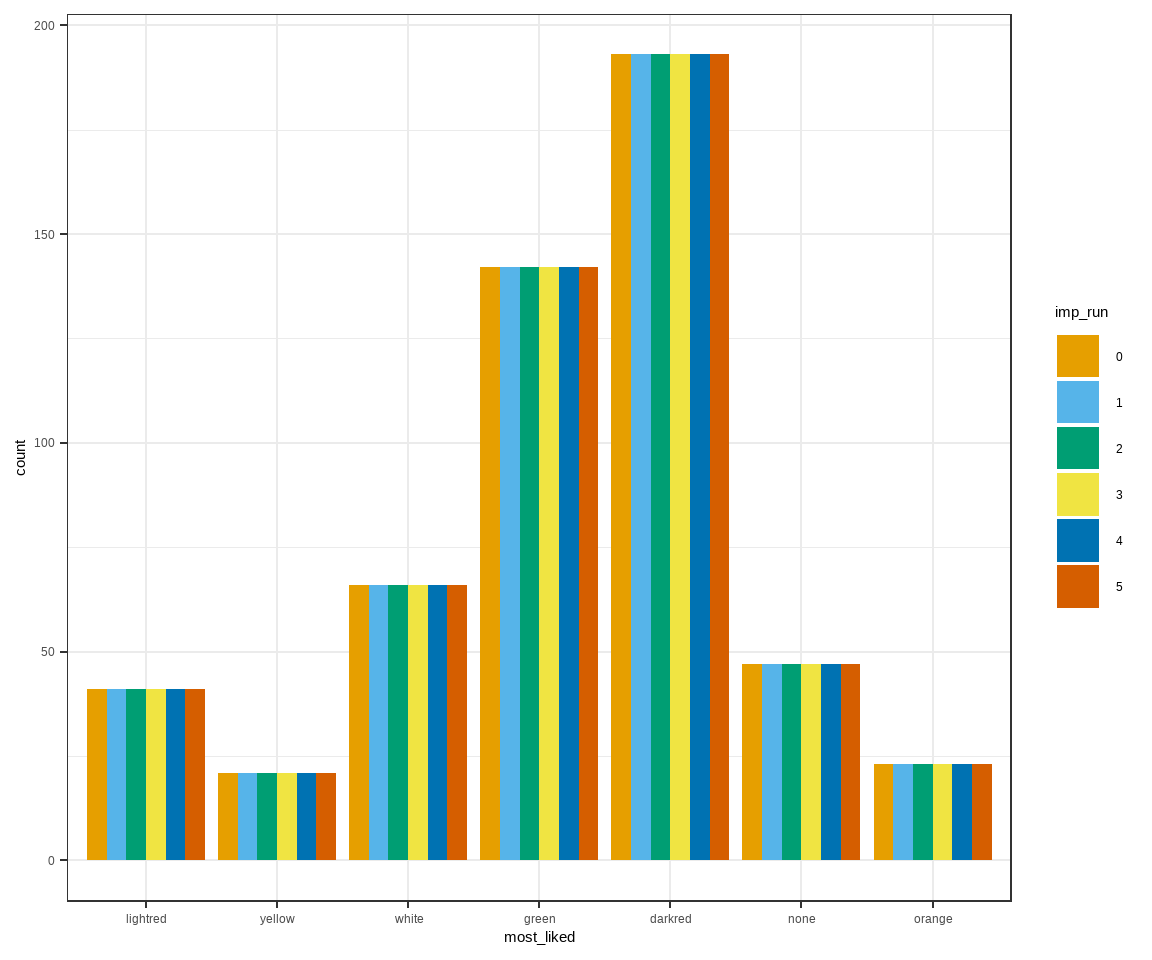 200
150
100
50
0
count
lightred
yellow
white
green
darkred
none
orange
most_liked
imp_run
0
1
2
3
4
5